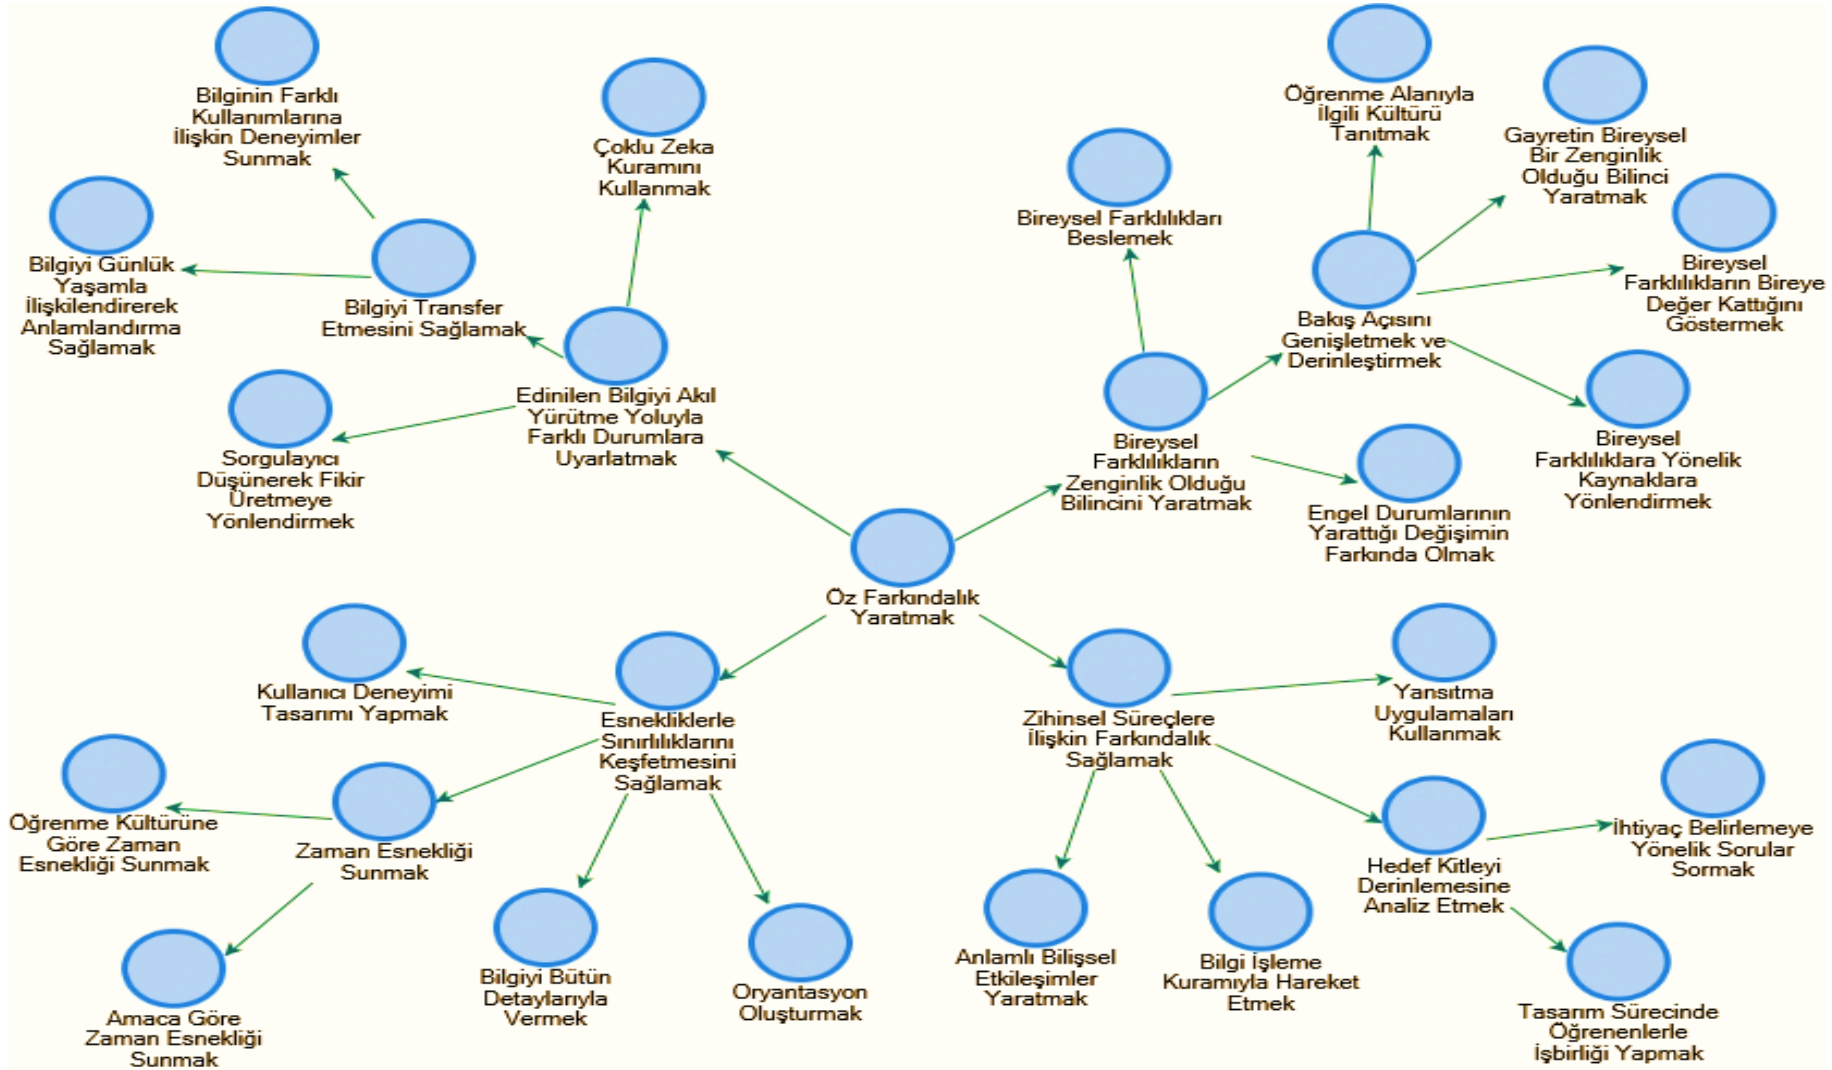 Bilginin Farklı
Kullanımlarına
İlişkin Deneyimler
Sunmak
Çoklu Zeka
Kuramını
Kullanmak
Öğrenme Alanıyla
İlgili Kültürü
Tanıtmak
Gayretin Bireysel
Bir Zenginlik
Olduğu Bilinci
Yaratmak
Bireysel Farklılıkları
Beslemek
Bilgiyi Günlük
Yaşamla
İlişkilendirerek
Anlamlandırma
Sağlamak
Bilgiyi Transfer
Etmesini Sağlamak
Bireysel
Farklılıkların Bireye
Değer Kattığını
Göstermek
Bakış Açısını
Genişletmek ve
Derinleştirmek
Edinilen Bilgiyi Akıl
Yürütme Yoluyla
Farklı Durumlara
Uyarlatmak
Sorgulayıcı
Düşünerek Fikir
Üretmeye
Yönlendirmek
Bireysel
Farklılıkların
Zenginlik Olduğu
Bilincini Yaratmak
Bireysel
Farklılıklara Yönelik
Kaynaklara
Yönlendirmek
Engel Durumlarının
Yarattığı Değişimin
Farkında Olmak
Öz Farkındalık
Yaratmak
Kullanıcı Deneyimi
Tasarımı Yapmak
Esnekliklerle
Sınırlılıklarını
Keşfetmesini
Sağlamak
Zihinsel Süreçlere
İlişkin Farkındalık
Sağlamak
Yansıtma
Uygulamaları
Kullanmak
Öğrenme Kültürüne
Göre Zaman
Esnekliği Sunmak
Zaman Esnekliği
Sunmak
Hedef Kitleyi
Derinlemesine
Analiz Etmek
İhtiyaç Belirlemeye
Yönelik Sorular
Sormak
Amaca Göre
Zaman Esnekliği
Sunmak
Bilgiyi Bütün
Detaylarıyla
Vermek
Oryantasyon
Oluşturmak
Anlamlı Bilişsel
Etkileşimler
Yaratmak
Bilgi İşleme
Kuramıyla Hareket
Etmek
Tasarım Sürecinde
Öğrenenlerle
İşbirliği Yapmak